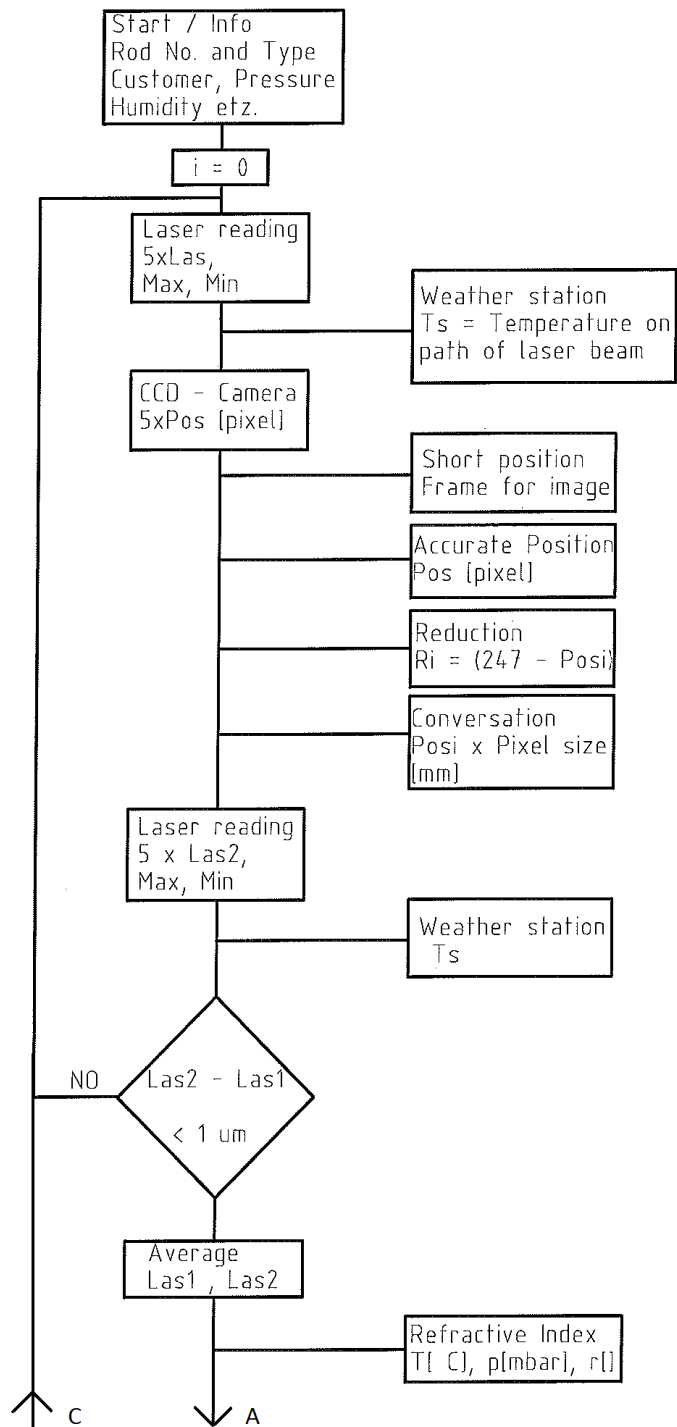 Start / Info
Rod No. and Type
Customer, Pressure
Humidity etz.
i = 0
Laser reading
5xLas,
Max, Min
Weather station
Ts = Temperature on
path of laser beam
CCD - Camera
5xPos [pixel]
Short position
Frame for image
Accurate Position
Pos [pixel]
Reduction
Ri = (247 - Posi)
Conversation
Posi x Pixel size
[mm]
Laser reading
5 x Las2,
Max, Min
Weather station
Ts
NO
Las2 - Las1
< 1 um
Average
Las1 , Las2
Refractive Index
T[ C], p[mbar], r[]
C
A